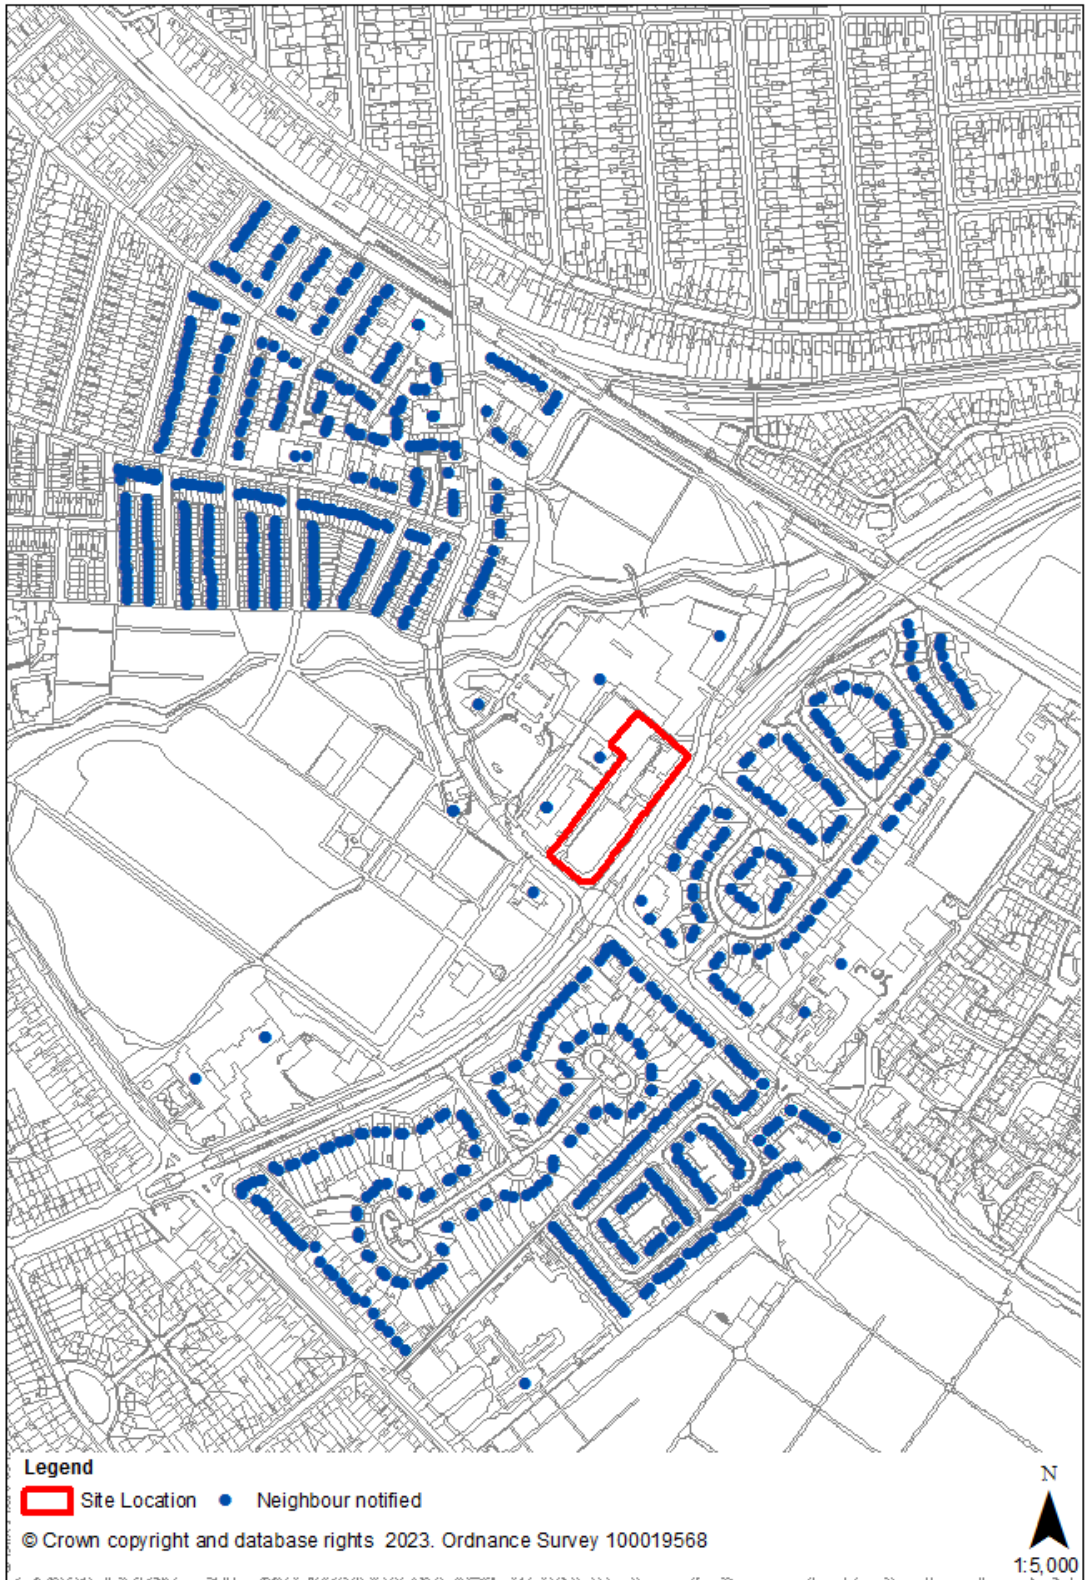 Legend
Site Location Neighbour notified
© Crown copyright and database rights 2023. Ordnance Survey 100019568
N
1:5,000